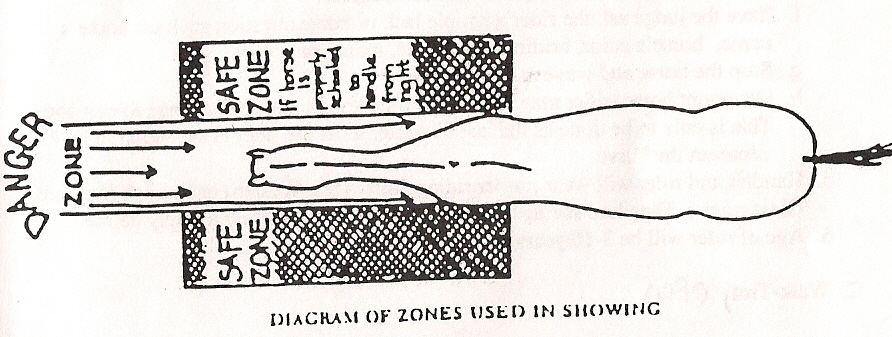 DANGER
ZONE
SAFE
ZONE
If horse
is
properly
schooled
to
handle
from
right
SAFE
ZONE
DIAGRAM OF ZONES USED IN SHOWING